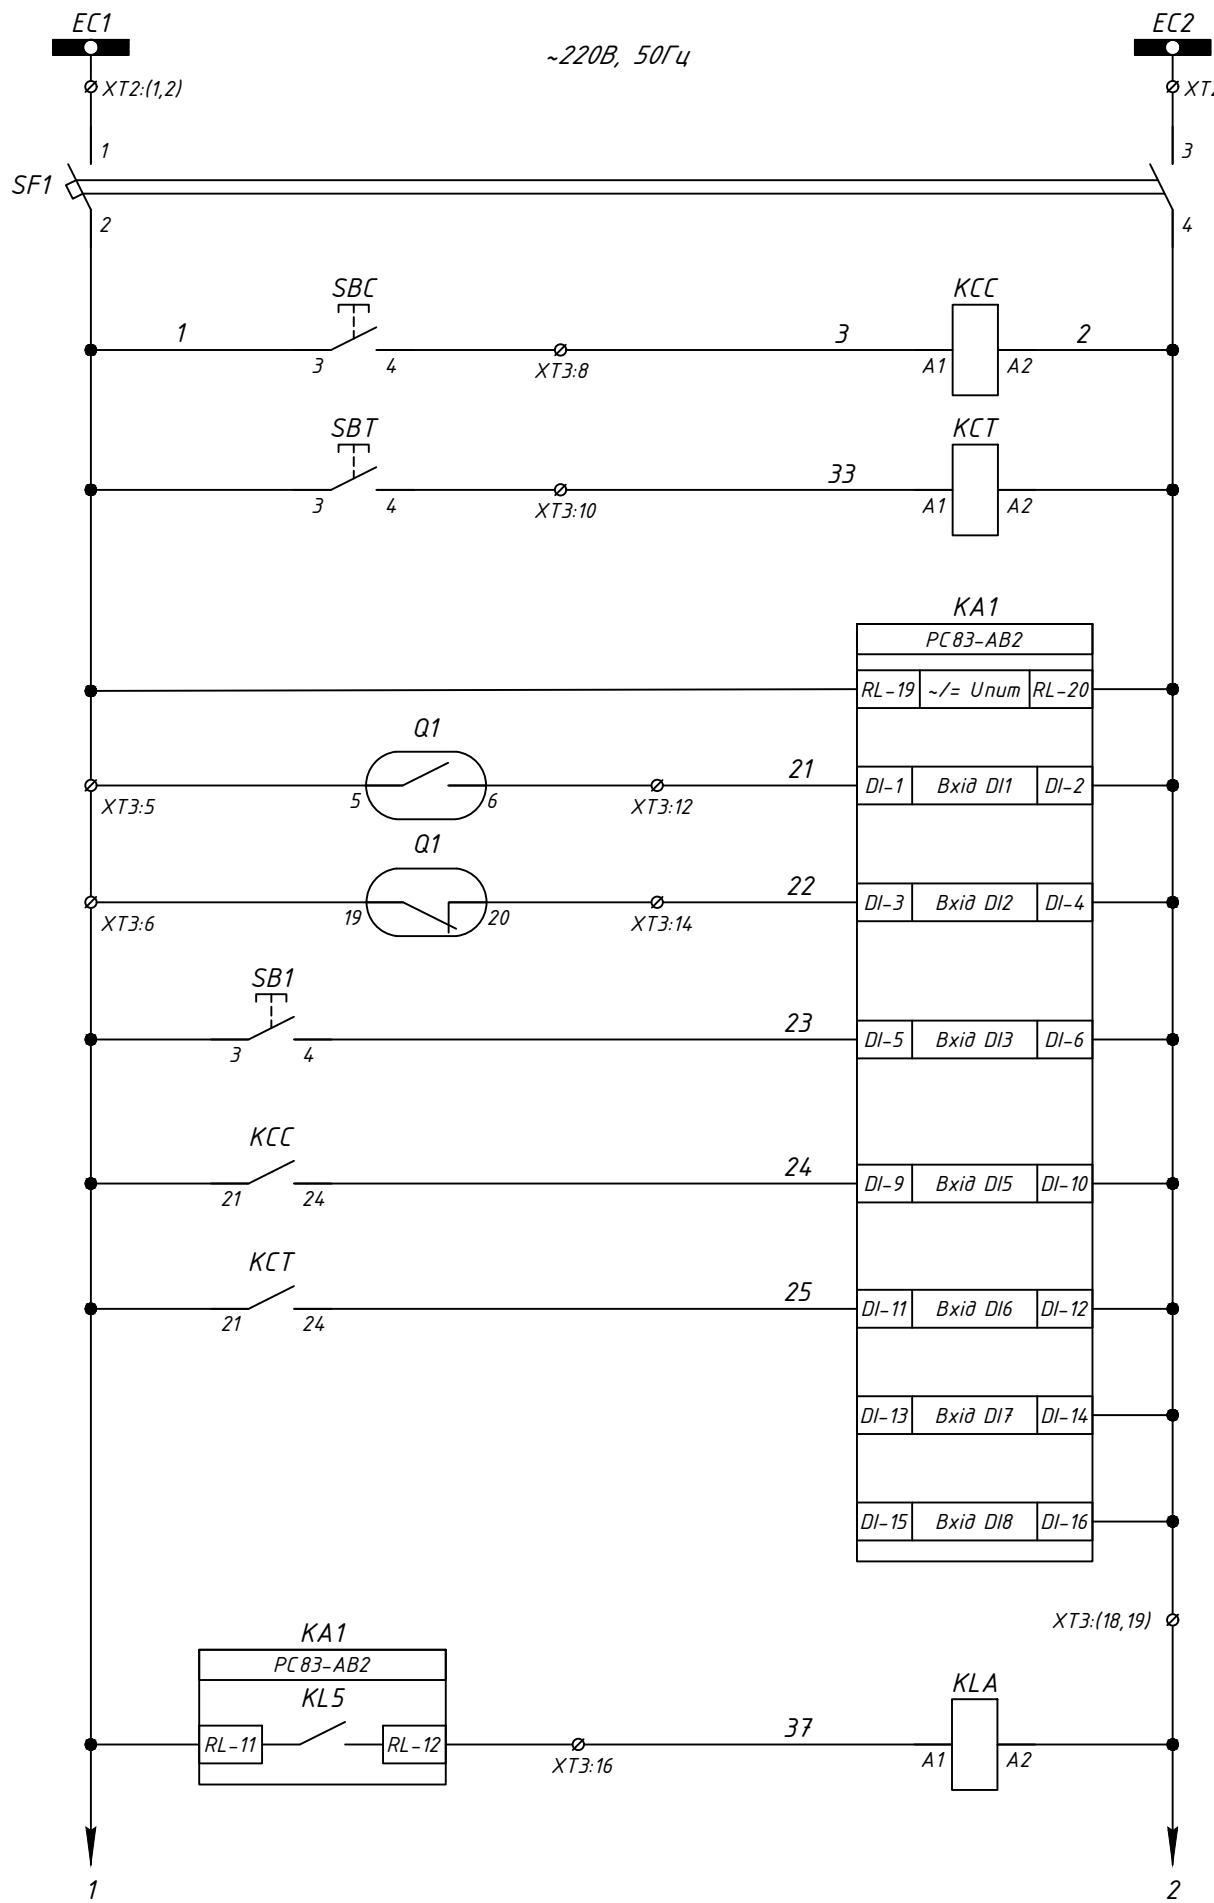 EC1
EC2
~220В, 50Гц
XT2:(1,2)
1
3
SF1
2
4
SBC
KCC
1
3
2
3
4
XT3:8
A1
A2
SBT
KCT
33
3
4
XT3:10
A1
A2
KA1
РС83-АВ2
RL-19 ~/= Uпит RL-20
Q1
21
DI-1 Вхід DI1 DI-2
XT3:5
5
6
XT3:12
Q1
22
DI-3 Вхід DI2 DI-4
XT3:6
19
20
XT3:14
SB1
23
DI-5 Вхід DI3 DI-6
3
4
KCC
24
DI-9 Вхід DI5 DI-10
21
24
KCT
25
DI-11 Вхід DI6 DI-12
21
24
DI-13 Вхід DI7 DI-14
DI-15 Вхід DI8 DI-16
XT3:(18,19)
KA1
РС83-АВ2
KL5
KLA
RL-11
RL-12
37
XT3:16
A1
A2
1
2